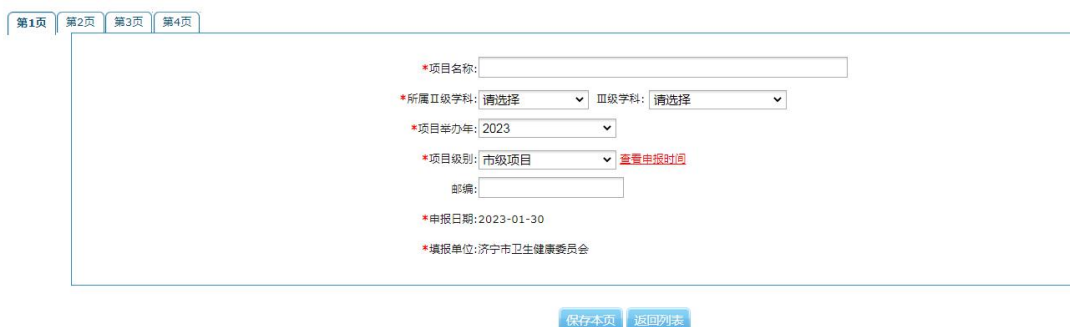 第1页 第2页 第3页 第4页
*项目名称:
*所属II级学科: 请选择 III级学科: 请选择
*项目举办年: 2023
*项目级别: 市级项目 查看申报时间
邮编:
*申报日期:2023-01-30
*填报单位:济宁市卫生健康委员会
保存本页 返回列表